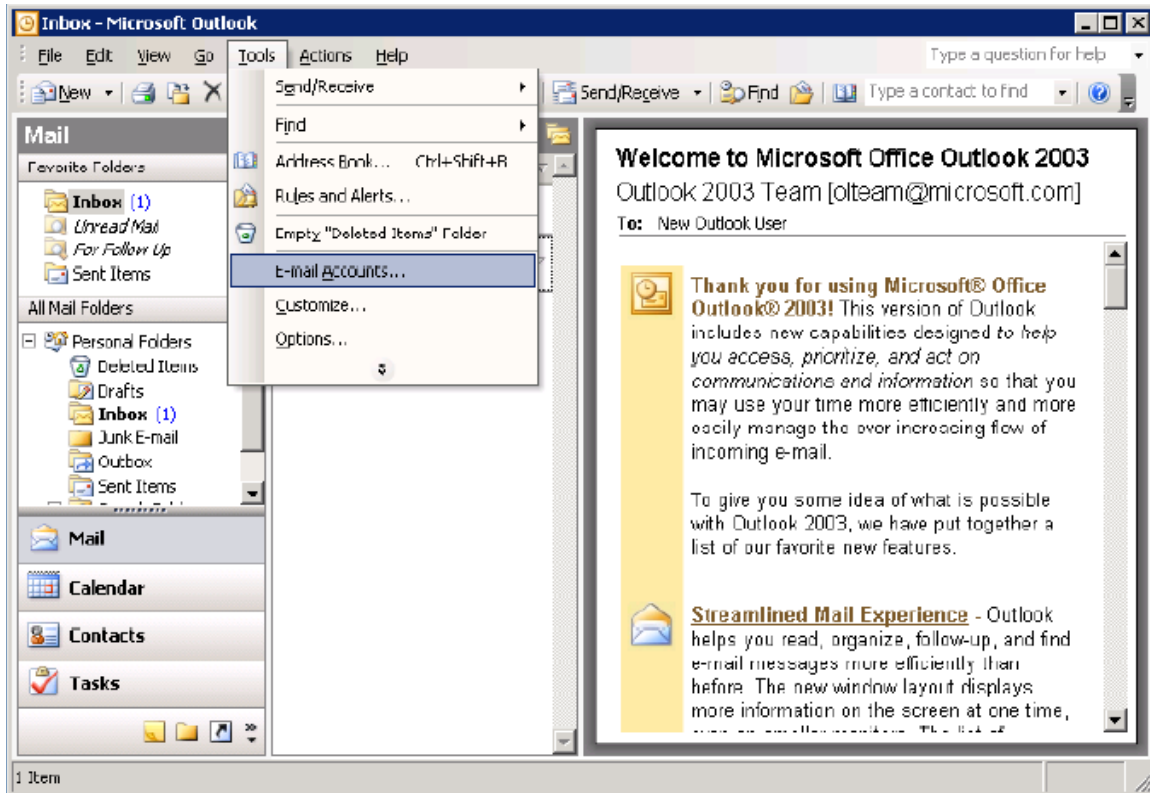 Inbox - Microsoft Outlook
File Edit View Go Tools Actions Help
Type a question for help
New
Send/Receive
Find
Type a contact to find
Send/Receive
Find
Address Book... Ctrl+Shift+B
Rules and Alerts...
Empty "Deleted Items" Folder
E-mail Accounts...
Customize...
Options...
Mail
Favorite Folders
Inbox (1)
Unread Mail
For Follow Up
Sent Items
All Mail Folders
Personal Folders
Deleted Items
Drafts
Inbox (1)
Junk E-mail
Outbox
Sent Items
Mail
Calendar
Contacts
Tasks
Welcome to Microsoft Office Outlook 2003
Outlook 2003 Team [olteam@microsoft.com]
To: New Outlook User
Thank you for using Microsoft® Office
Outlook® 2003! This version of Outlook
includes new capabilities designed to help
you access, prioritize, and act on
communications and information so that you
may use your time more efficiently and more
easily manage the ever increasing flow of
incoming e-mail.
To give you some idea of what is possible
with Outlook 2003, we have put together a
list of our favorite new features.
Streamlined Mail Experience - Outlook
helps you read, organize, follow-up, and find
e-mail messages more efficiently than
before. The new window layout displays
more information on the screen at one time,
1 Item